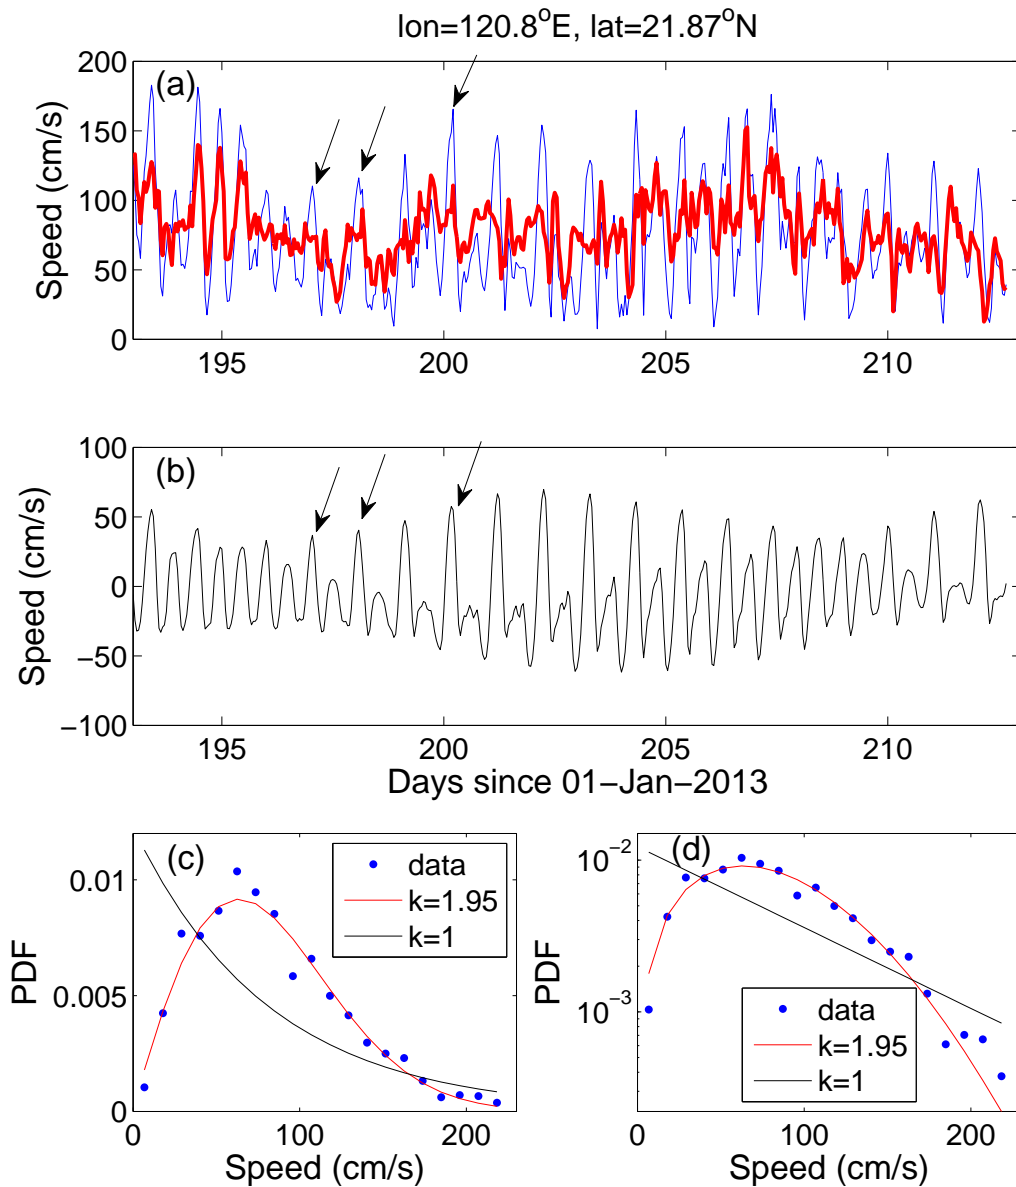 lon=120.8°E, lat=21.87°N
(a)
Speed (cm/s)
200
150
100
50
0
195 200 205 210
(b)
Speed (cm/s)
100
50
0
−50
−100
195 200 205 210
Days since 01−Jan−2013
(c)
PDF
0.01
0.005
0
0 100 200
Speed (cm/s)
data
k=1.95
k=1
(d)
PDF
10⁻²
10⁻³
0 100 200
Speed (cm/s)
data
k=1.95
k=1